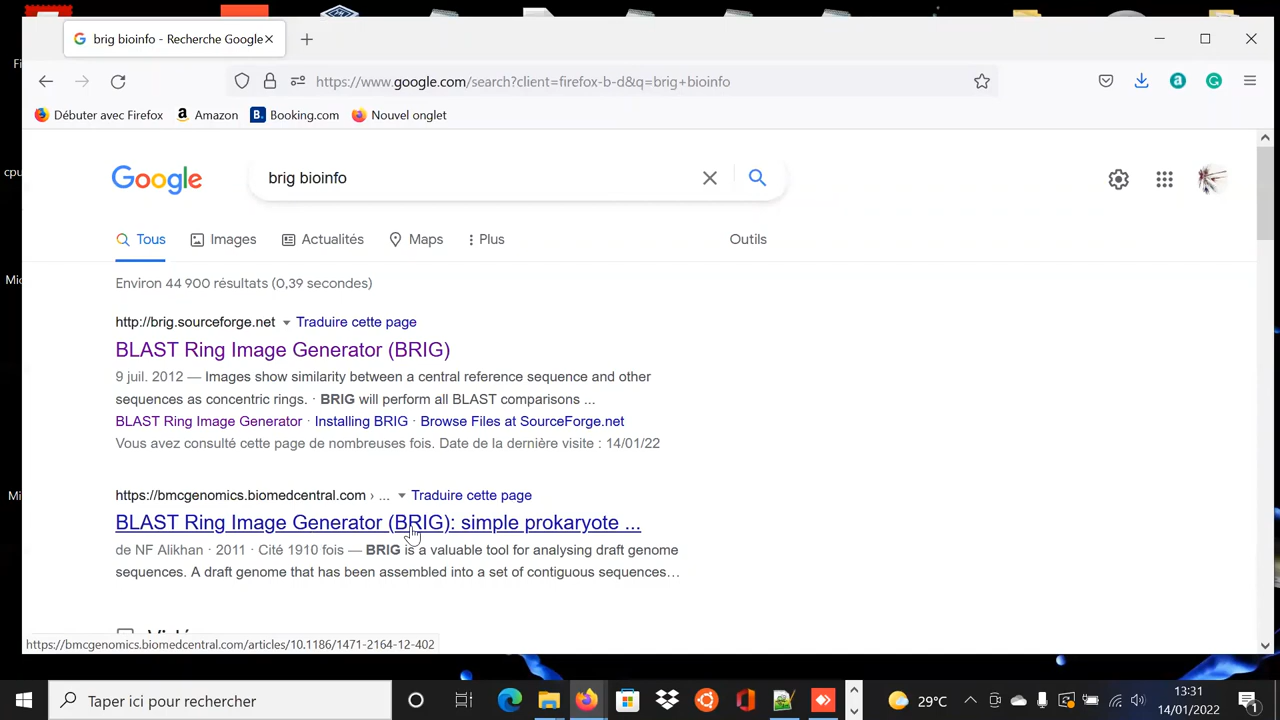 brig bioinfo - Recherche Google
https://www.google.com/search?client=firefox-b-d&q=brig+bioinfo
Débuter avec Firefox a Amazon B. Booking.com Nouvel onglet
Google brig bioinfo
Tous Images Actualités Maps Plus Outils
Environ 44 900 résultats (0,39 secondes)
http://brig.sourceforge.net Traduire cette page
BLAST Ring Image Generator (BRIG)
9 juil. 2012 — Images show similarity between a central reference sequence and other
sequences as concentric rings. · BRIG will perform all BLAST comparisons ...
BLAST Ring Image Generator · Installing BRIG · Browse Files at SourceForge.net
Vous avez consulté cette page de nombreuses fois. Date de la dernière visite : 14/01/22
https://bmcgenomics.biomedcentral.com › ... Traduire cette page
BLAST Ring Image Generator (BRIG): simple prokaryote ...
de NF Alikhan · 2011 · Cité 1910 fois — BRIG is a valuable tool for analysing draft genome
sequences. A draft genome that has been assembled into a set of contiguous sequences…
https://bmcgenomics.biomedcentral.com/articles/10.1186/1471-2164-12-402
Taper ici pour rechercher
29°C
13:31
14/01/2022
1